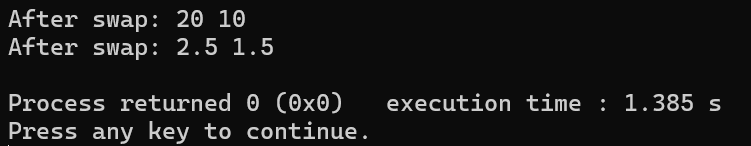 After swap: 20 10
After swap: 2.5 1.5
Process returned 0 (0x0)   execution time : 1.385 s
Press any key to continue.